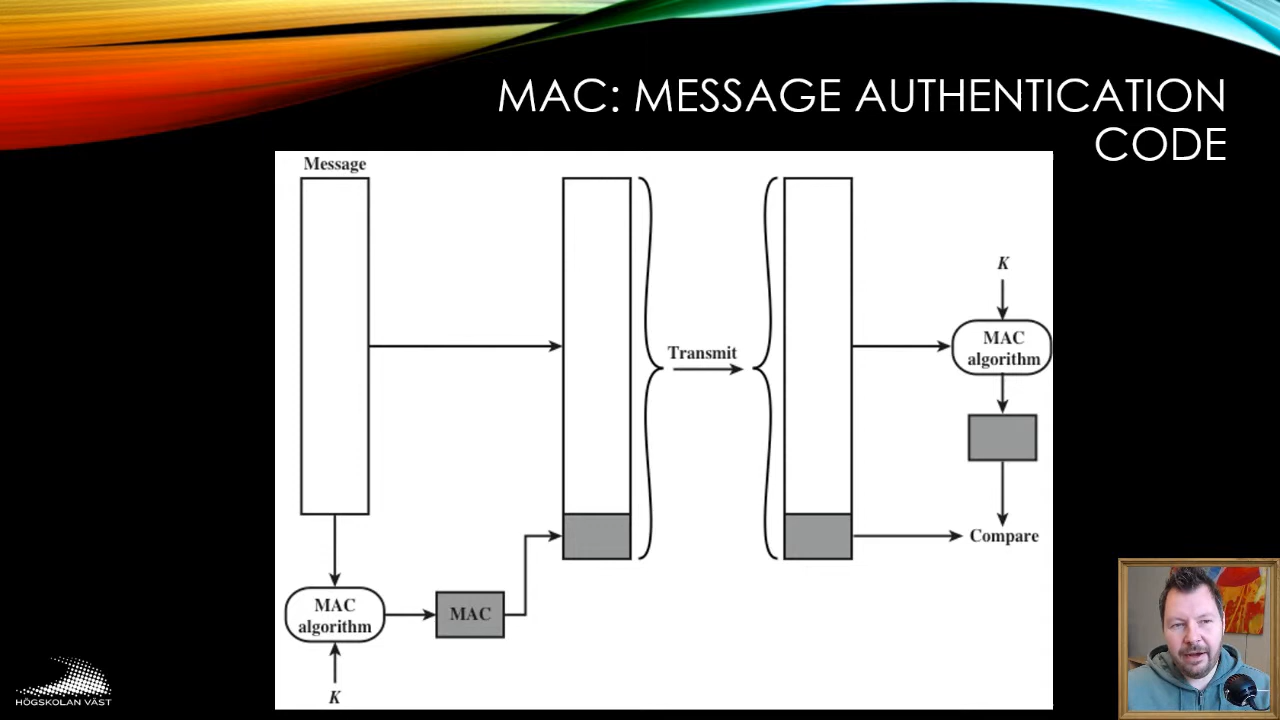 MAC: MESSAGE AUTHENTICATION
CODE
Message
K
MAC
algorithm
Transmit
Compare
MAC
algorithm
MAC
K
HÖGSKOLAN VÄST